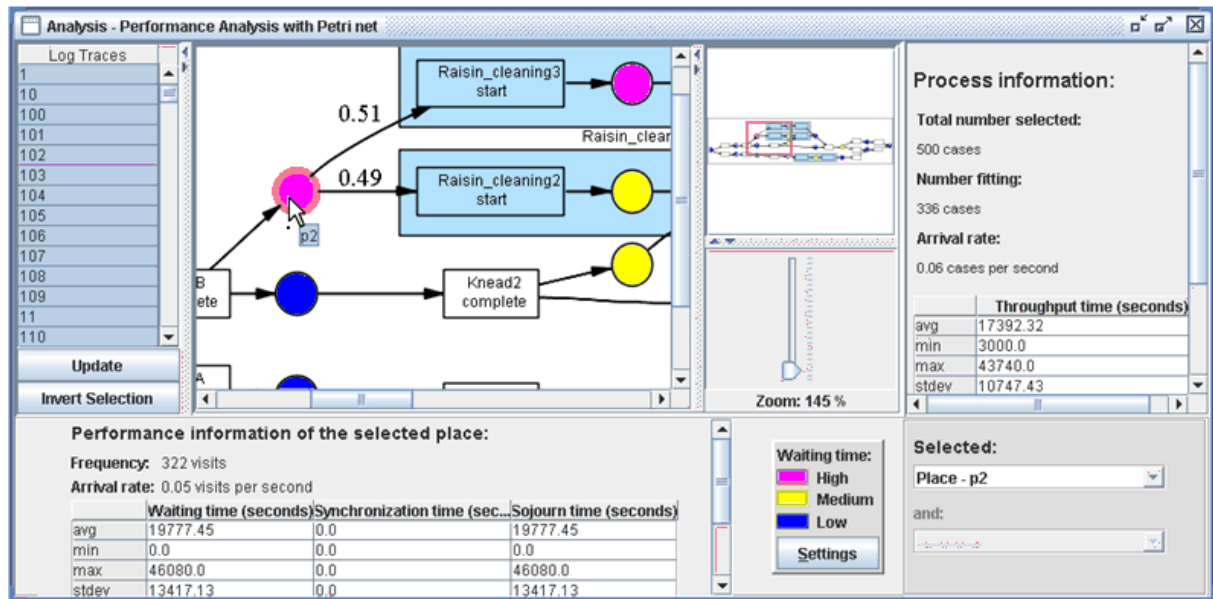 Analysis - Performance Analysis with Petri net
Log Traces
1
10
100
101
102
103
104
105
106
107
108
109
11
110
Update
Invert Selection
Raisin_cleaning3
start
0.51
Raisin_clear
0.49
Raisin_cleaning2
start
p2
B
ete
Knead2
complete
A
Zoom: 145 %
Process information:
Total number selected:
500 cases
Number fitting:
336 cases
Arrival rate:
0.06 cases per second
Throughput time (seconds)
avg 17392.32
min 3000.0
max 43740.0
stdev 10747.43
Performance information of the selected place:
Frequency: 322 visits
Arrival rate: 0.05 visits per second
Waiting time (seconds) Synchronization time (sec... Sojourn time (seconds)
avg 19777.45 0.0 19777.45
min 0.0 0.0 0.0
max 46080.0 0.0 46080.0
stdev 13417.13 0.0 13417.13
Waiting time:
High
Medium
Low
Settings
Selected:
Place - p2
and: